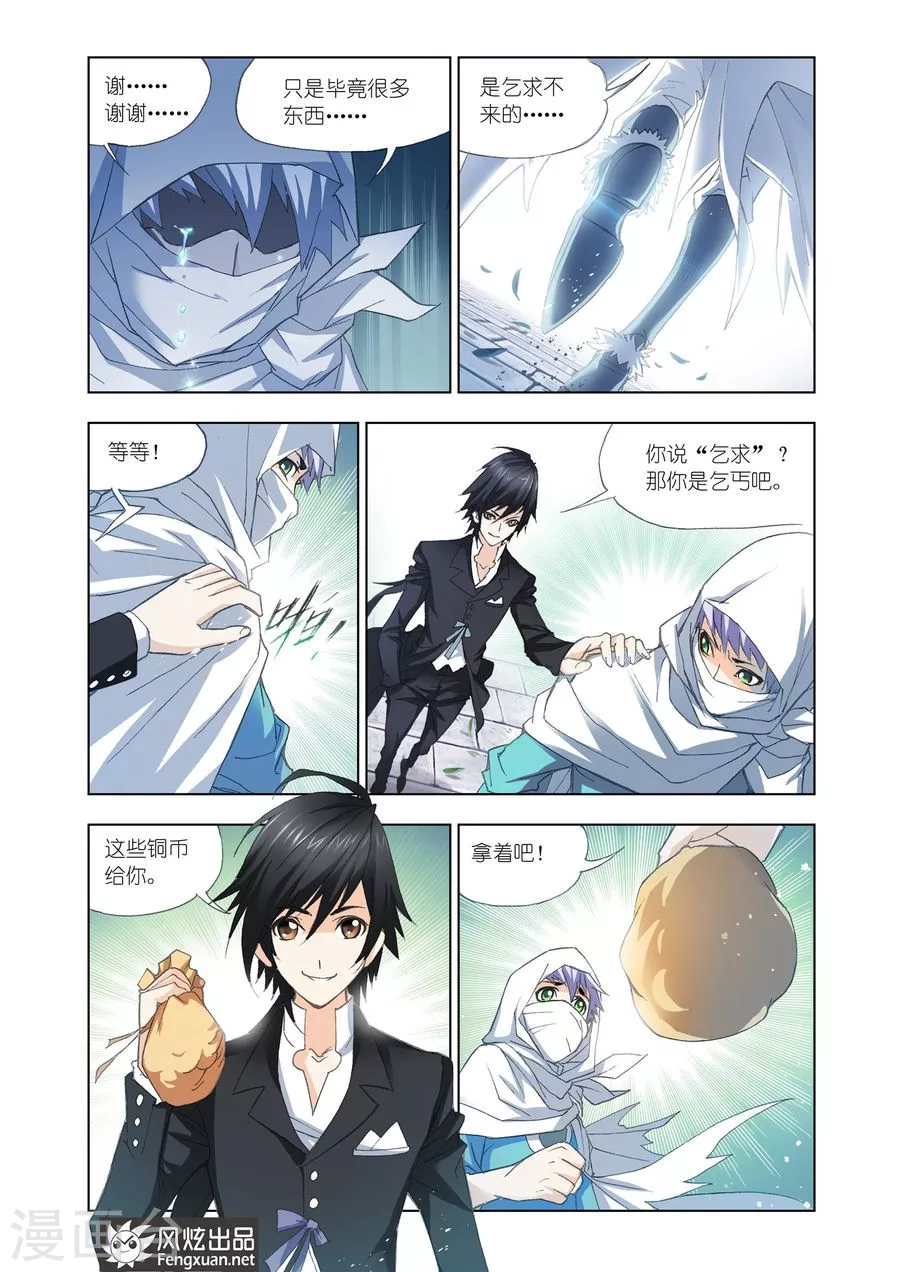 谢……
谢谢……
只是毕竟很多
东西……
是乞求不
来的……
等等！
你说“乞求”？
那你是乞丐吧。
这些铜币
给你。
拿着吧！
漫画台
风炫出品
Fengxuan.net